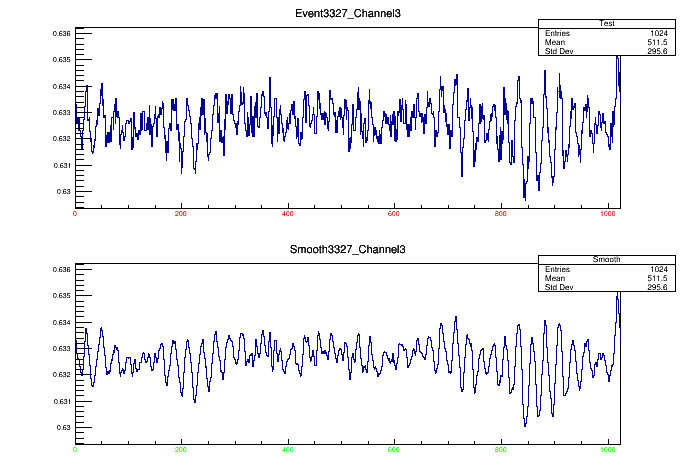 Event3327_Channel3
Test
Entries 1024
Mean 511.5
Std Dev 295.6
0.636
0.635
0.634
0.633
0.632
0.631
0.63
0 200 400 600 800 1000
Smooth3327_Channel3
Smooth
Entries 1024
Mean 511.5
Std Dev 295.6
0.636
0.635
0.634
0.633
0.632
0.631
0.63
0 200 400 600 800 1000